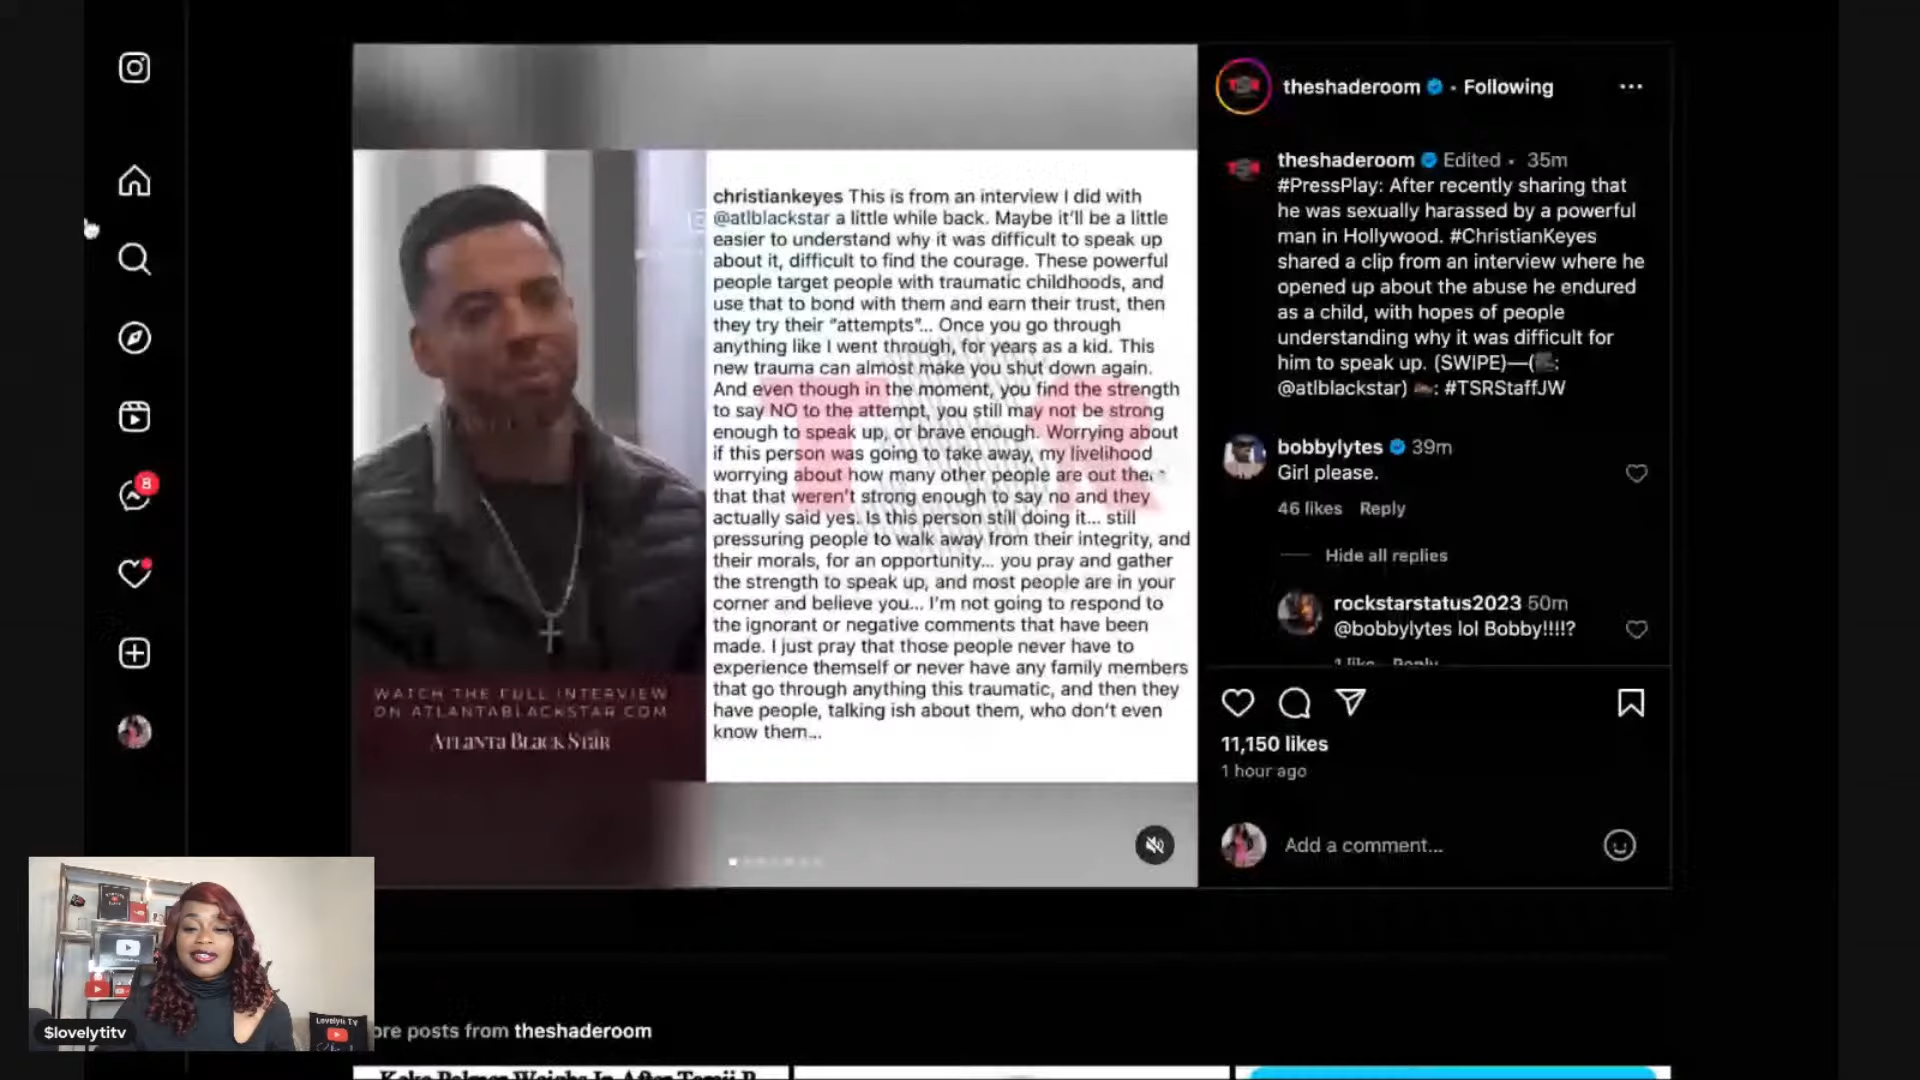 christiankeyes This is from an interview I did with
@atlblackstar a little while back. Maybe it'll be a little
easier to understand why it was difficult to speak up
about it, difficult to find the courage. These powerful
people target people with traumatic childhoods, and
use that to bond with them and earn their trust, then
they try their "attempts"... Once you go through
anything like I went through, for years as a kid. This
new trauma can almost make you shut down again.
And even though in the moment, you find the strength
to say NO to the attempt, you still may not be strong
enough to speak up, or brave enough. Worrying about
if this person was going to take away, my livelihood
worrying about how many other people are out
that that weren't strong enough to say no and they
actually said yes. Is this person still doing it... still
pressuring people to walk away from their integrity, and
their morals, for an opportunity... you pray and gather
the strength to speak up, and most people are in your
corner and believe you... I'm not going to respond to
the ignorant or negative comments that have been
made. I just pray that those people never have to
experience themself or never have any family members
that go through anything this traumatic, and then they
have people, talking ish about them, who don't even
know them...
WATCH THE FULL INTERVIEW
ON ATLANTABLACKSTAR.COM
ATLANTA BLACK STAR
theshaderoom • Following
theshaderoom Edited • 35m
#PressPlay: After recently sharing that
he was sexually harassed by a powerful
man in Hollywood. #ChristianKeyes
shared a clip from an interview where he
opened up about the abuse he endured
as a child, with hopes of people
understanding why it was difficult for
him to speak up. (SWIPE)—(🎥:
@atlblackstar) : #TSRStaffJW
bobbylytes 39m
Girl please.
46 likes Reply
Hide all replies
rockstarstatus2023 50m
@bobbylytes lol Bobby!!!!?
1 like Reply
11,150 likes
1 hour ago
Add a comment...
8
$lovelytitv
Lovelyti Tv
ore posts from theshaderoom
Keke Palmer Weighs In After